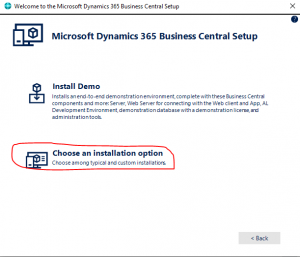 Welcome to the Microsoft Dynamics 365 Business Central Setup
Microsoft Dynamics 365 Business Central Setup
Install Demo
Installs an end-to-end demonstration environment, complete with these Business Central
components and more: Server, Web Server for connecting with the Web client and App, AL
Development Environment, demonstration database with a demonstration license, and
administration tools.
Choose an installation option
Choose among typical and custom installations.
< Back